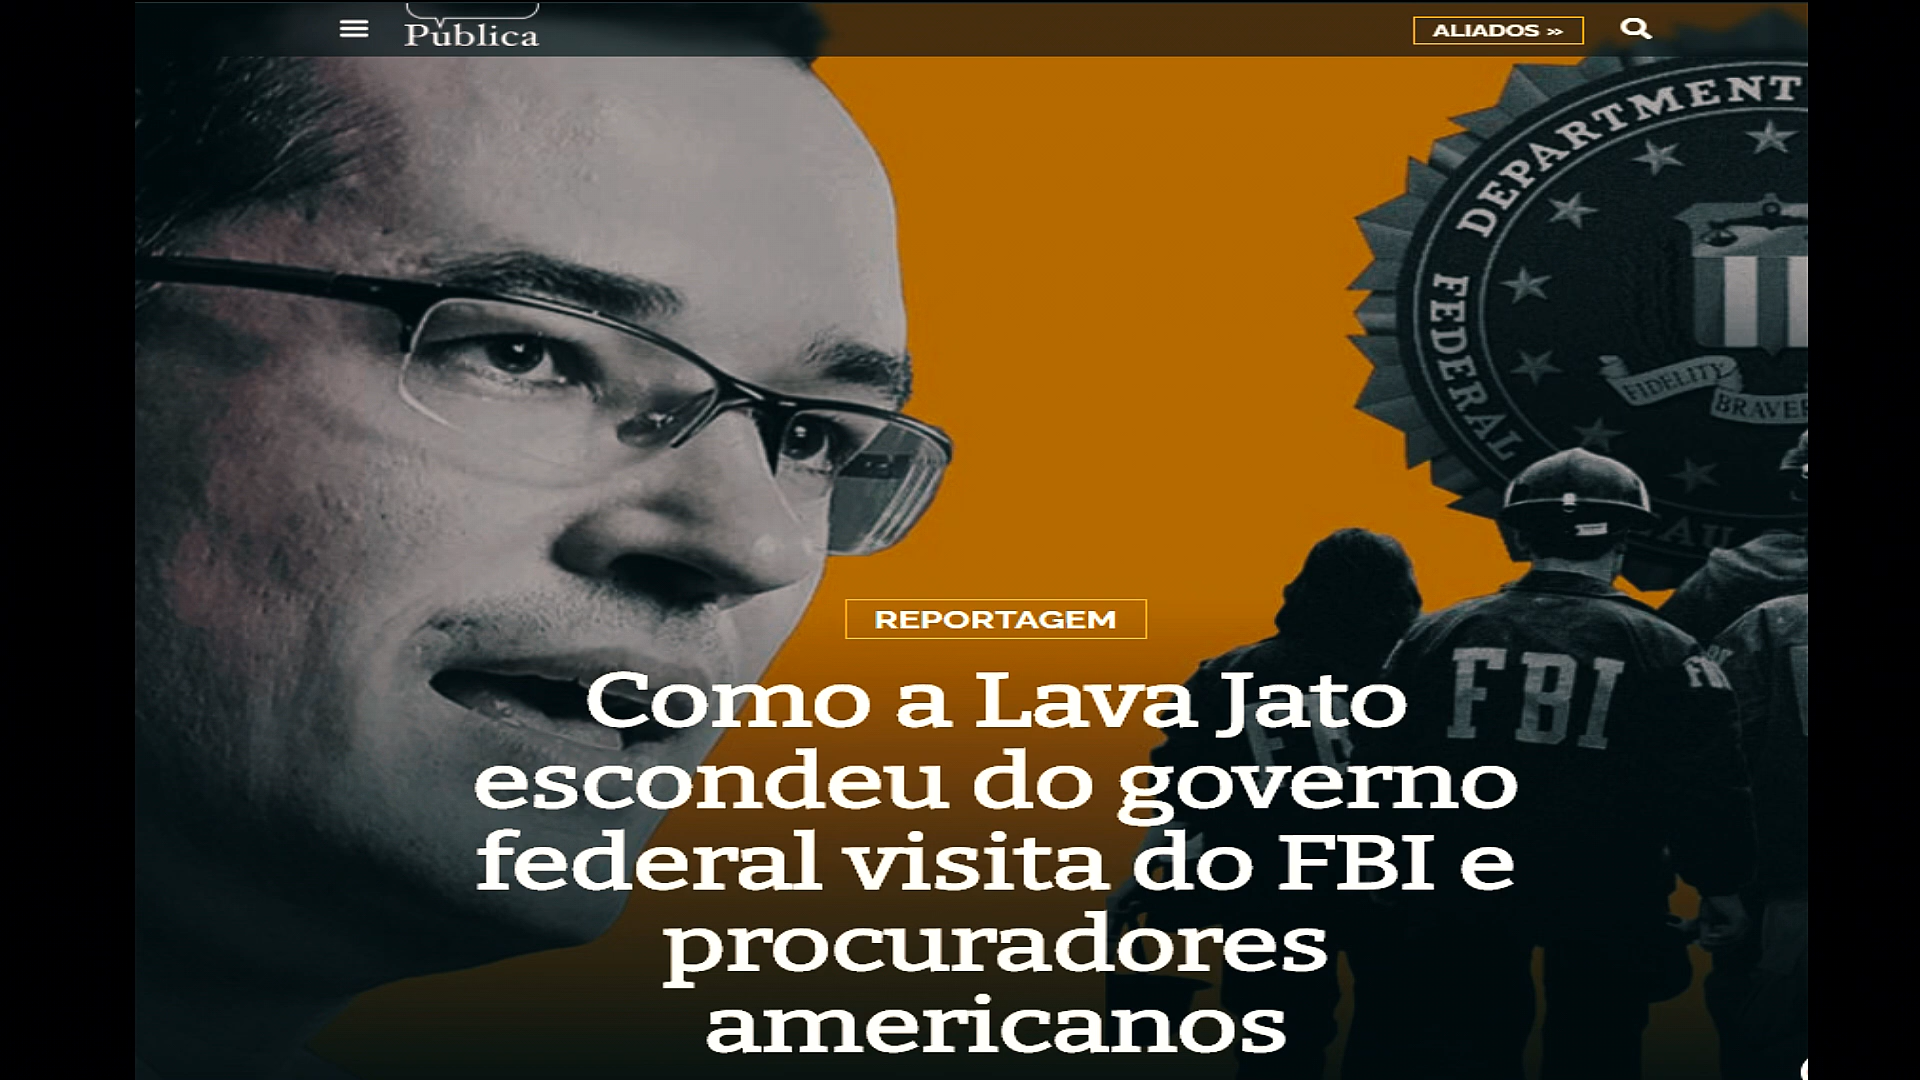 Pública
ALIADOS »
DEPARTMENT
FEDERAL
FIDELITY
FBI
REPORTAGEM
Como a Lava Jato
escondeu do governo
federal visita do FBI e
procuradores
americanos